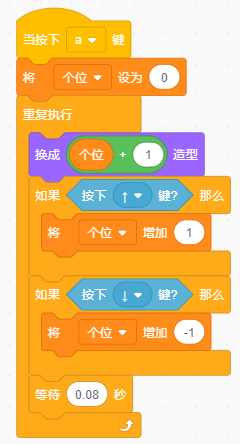 当按下 a 键
将 个位 设为 0
重复执行
换成 个位 + 1 造型
如果 按下 ↑ 键? 那么
将 个位 增加 1
如果 按下 ↓ 键? 那么
将 个位 增加 -1
等待 0.08 秒